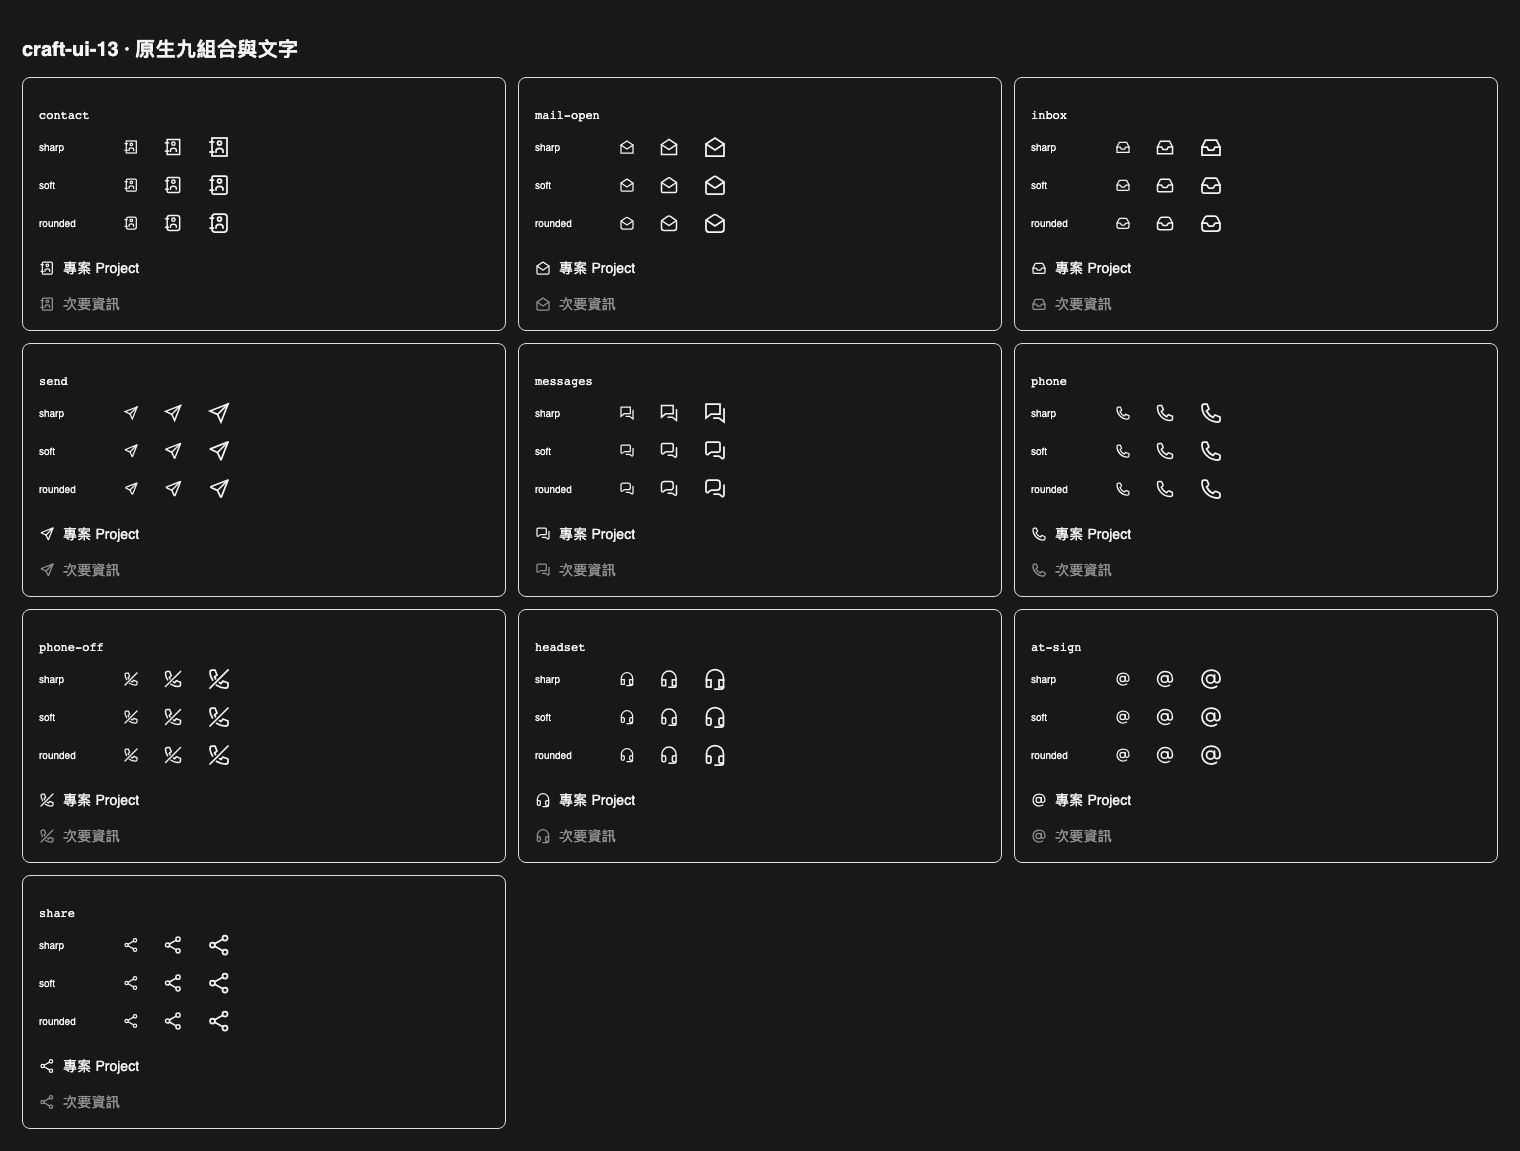 craft-ui-13 · 原生九組合與文字
contact
sharp
soft
rounded
專案 Project
次要資訊
mail-open
sharp
soft
rounded
專案 Project
次要資訊
inbox
sharp
soft
rounded
專案 Project
次要資訊
send
sharp
soft
rounded
專案 Project
次要資訊
messages
sharp
soft
rounded
專案 Project
次要資訊
phone
sharp
soft
rounded
專案 Project
次要資訊
phone-off
sharp
soft
rounded
專案 Project
次要資訊
headset
sharp
soft
rounded
專案 Project
次要資訊
at-sign
sharp
soft
rounded
專案 Project
次要資訊
share
sharp
soft
rounded
專案 Project
次要資訊